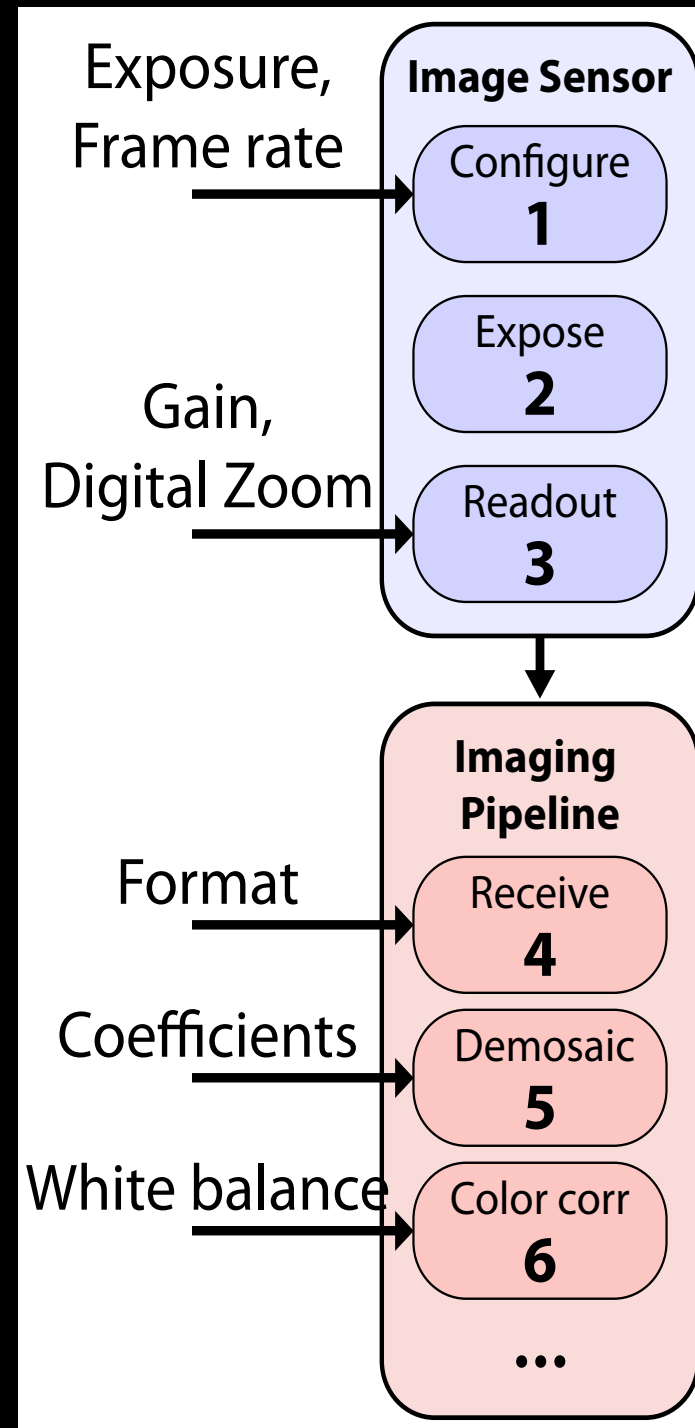 Exposure,
Frame rate
Image Sensor
Configure
1
Expose
2
Gain,
Digital Zoom
Readout
3
Imaging
Pipeline
Format
Receive
4
Coefficients
Demosaic
5
White balance
Color corr
6
...